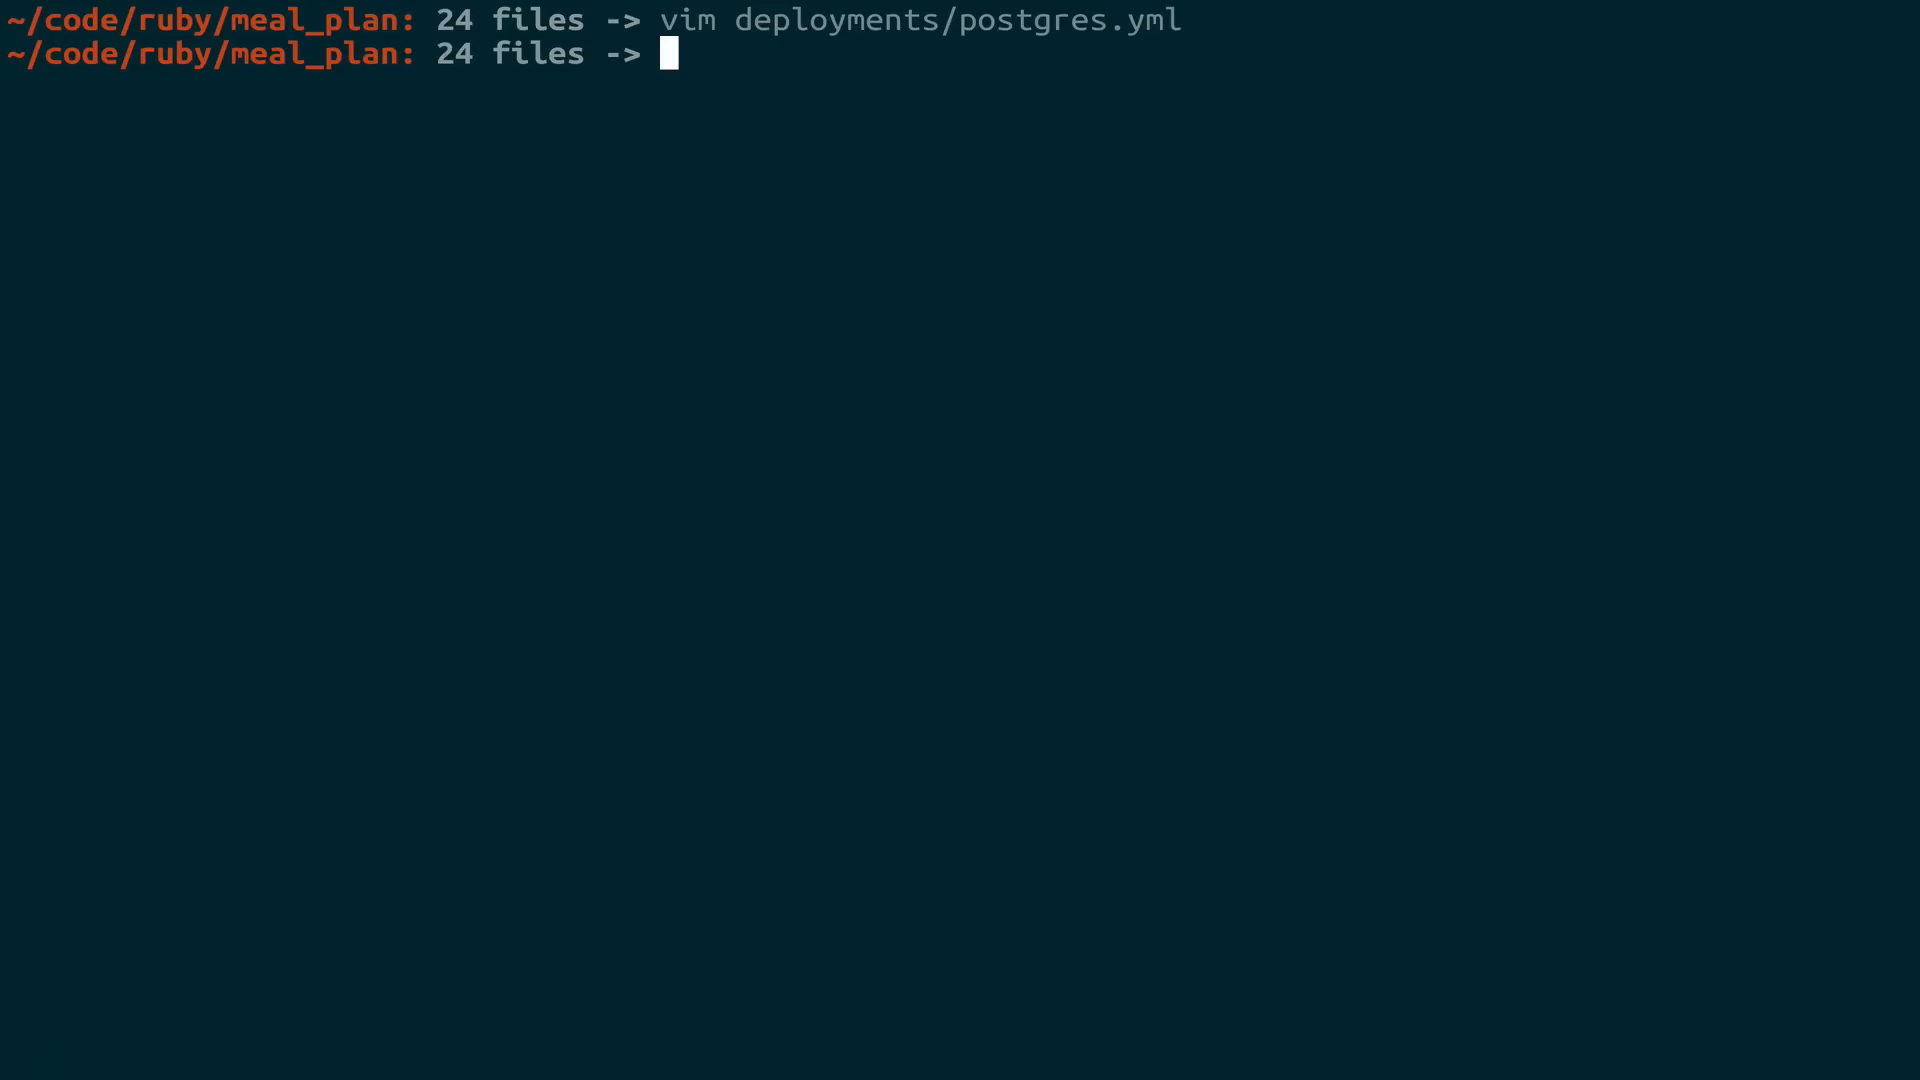 ~/code/ruby/meal_plan: 24 files -> vim deployments/postgres.yml
~/code/ruby/meal_plan: 24 files ->